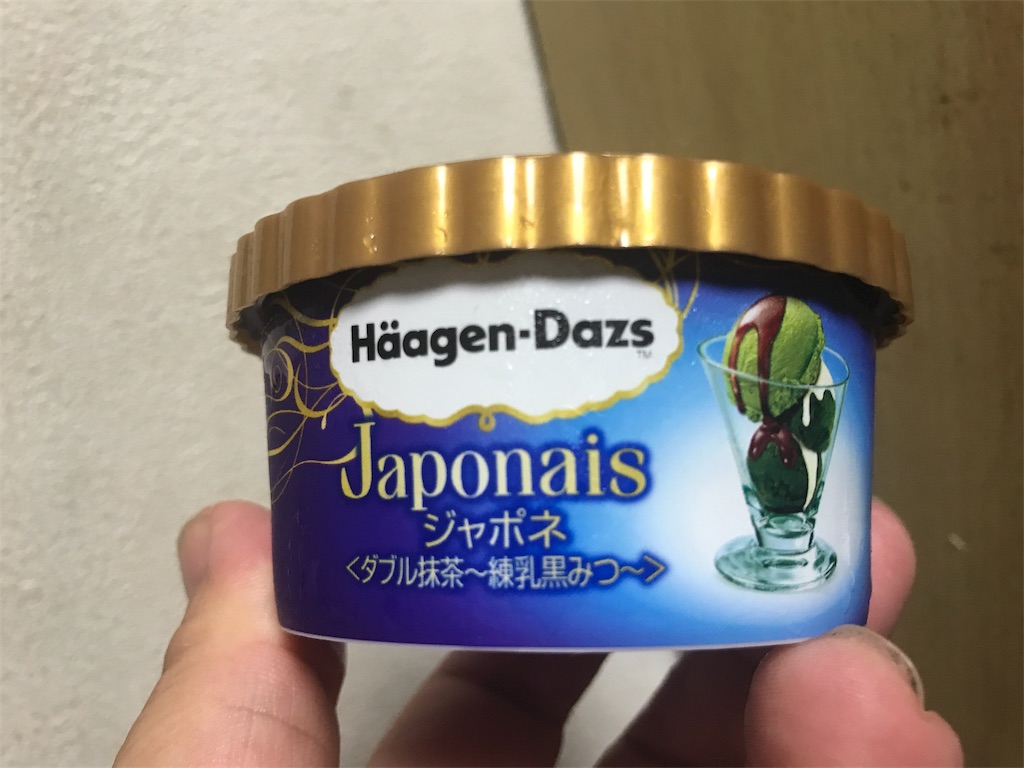 Häagen-Dazs
TM
Japonais
ジャポネ
<ダブル抹茶～練乳黒みつ～>